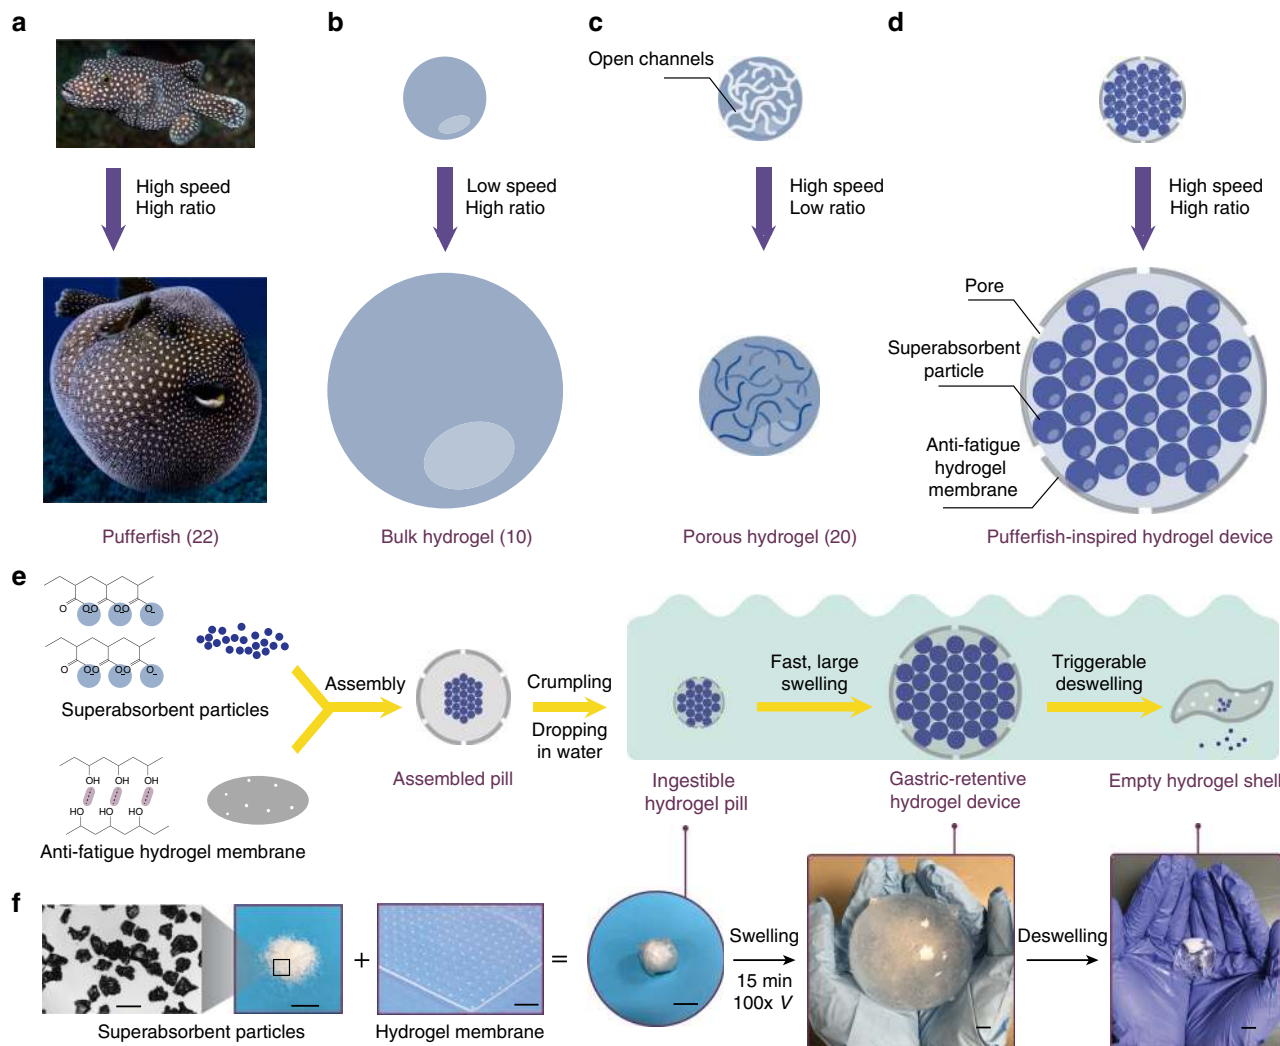 a
High speed
High ratio
Pufferfish (22)
b
Low speed
High ratio
Bulk hydrogel (10)
c
Open channels
High speed
Low ratio
Porous hydrogel (20)
d
High speed
High ratio
Pore
Superabsorbent
particle
Anti-fatigue
hydrogel
membrane
Pufferfish-inspired hydrogel device
e
O O O O O O
O O O O O O
Superabsorbent particles
OH OH OH
HO HO HO
Anti-fatigue hydrogel membrane
Assembly
Assembled pill
Crumpling
Dropping
in water
Ingestible
hydrogel pill
Fast, large
swelling
Gastric-retentive
hydrogel device
Triggerable
deswelling
Empty hydrogel shell
f
Superabsorbent particles
+
Hydrogel membrane
=
Swelling
15 min
100x V
Deswelling